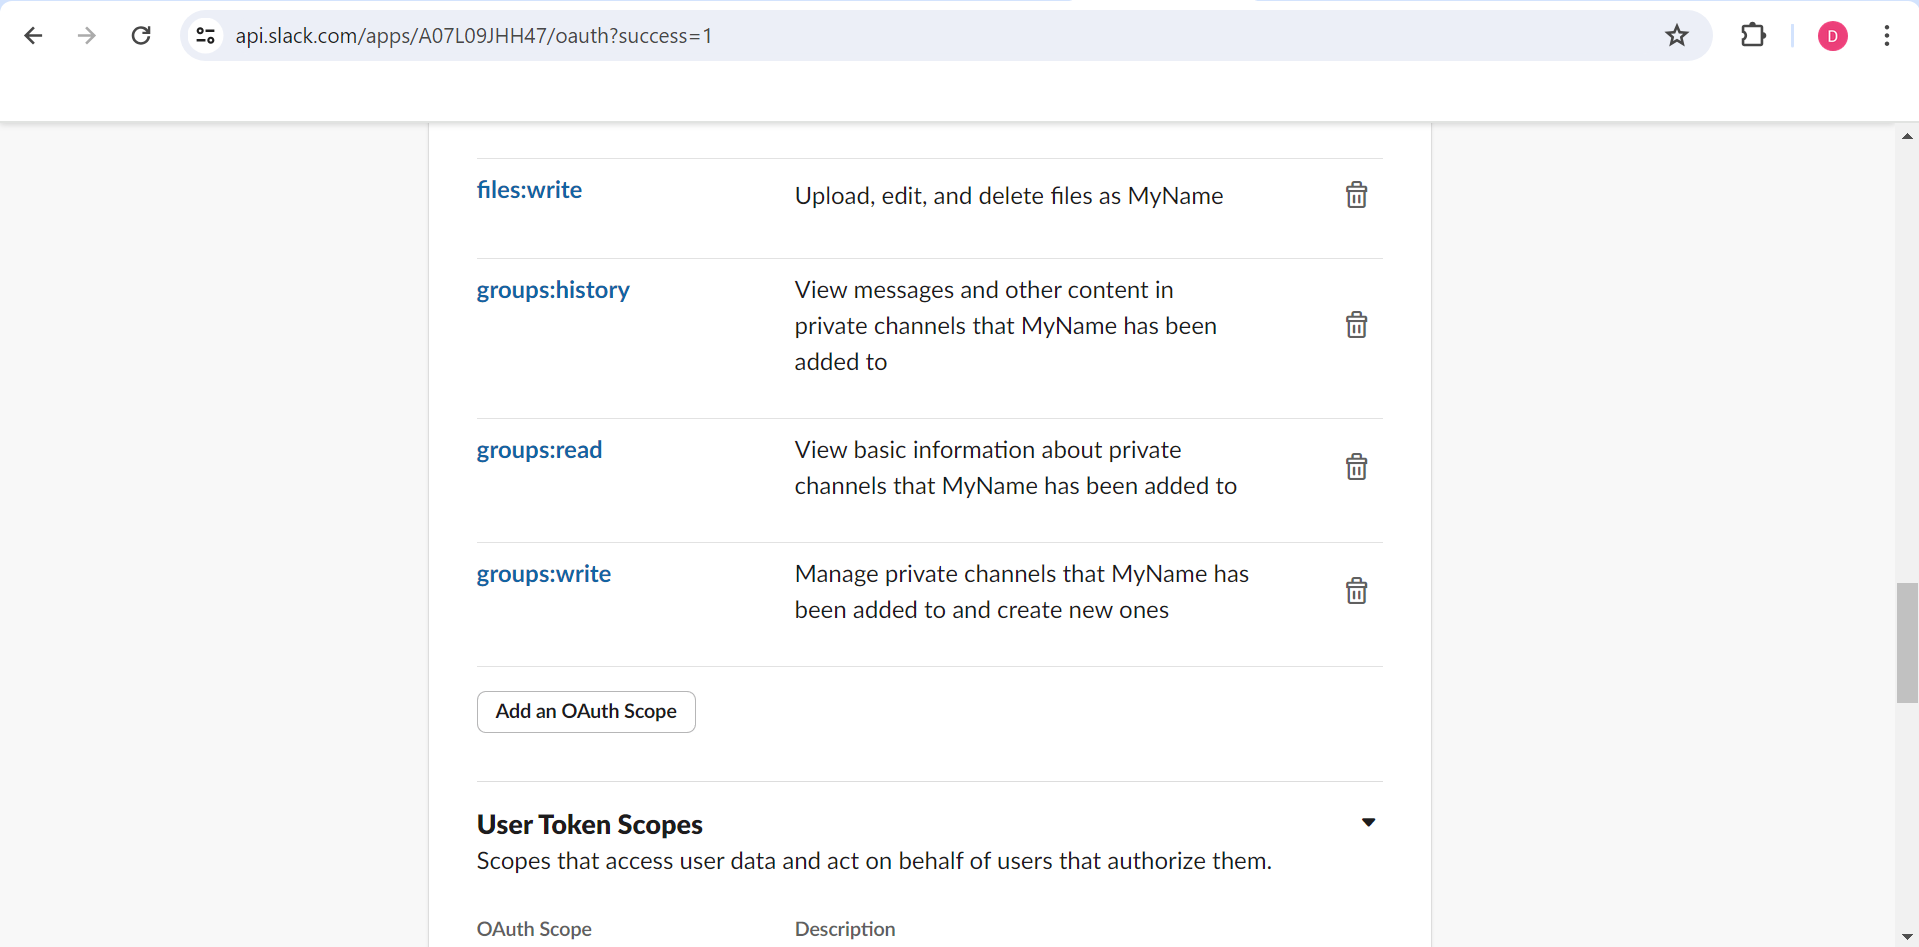 api.slack.com/apps/A07L09JHH47/oauth?success=1
D
files:write
Upload, edit, and delete files as MyName
groups:history
View messages and other content in
private channels that MyName has been
added to
groups:read
View basic information about private
channels that MyName has been added to
groups:write
Manage private channels that MyName has
been added to and create new ones
Add an OAuth Scope
User Token Scopes
Scopes that access user data and act on behalf of users that authorize them.
OAuth Scope
Description